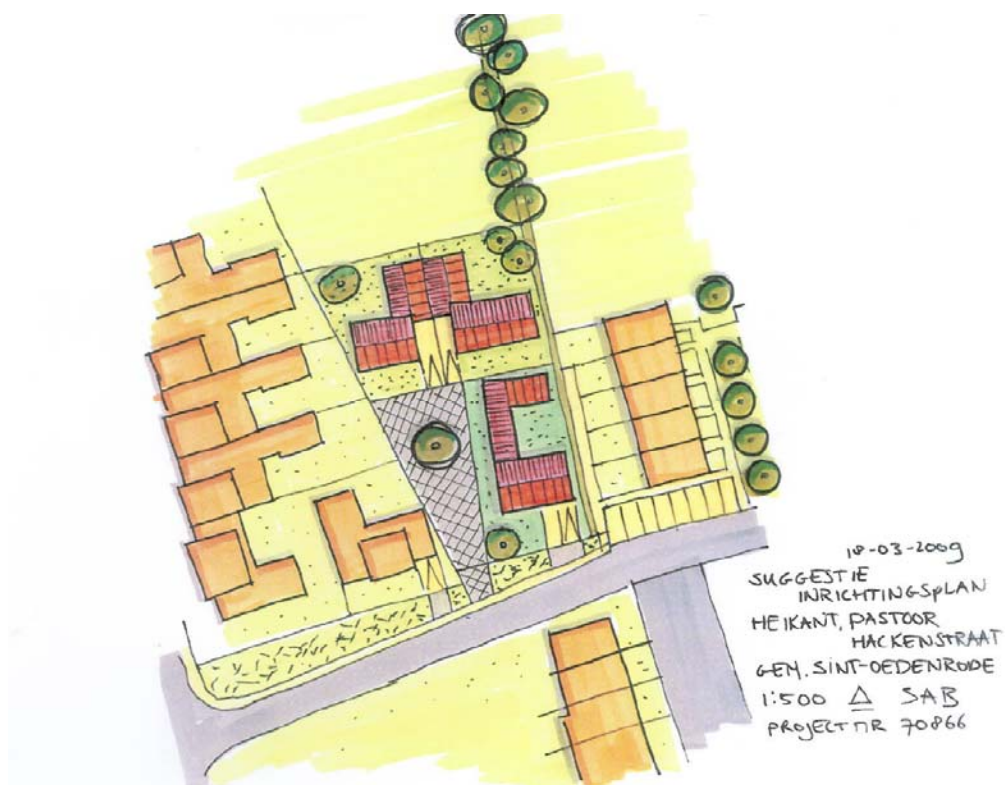 18-03-2009
SUGGESTIE
INRICHTINGSPLAN
HEIKANT, PASTOOR
HACKENSTRAAT
GEM. SINT-OEDENRODE
1:500 △ SAB
PROJECTNR 70866